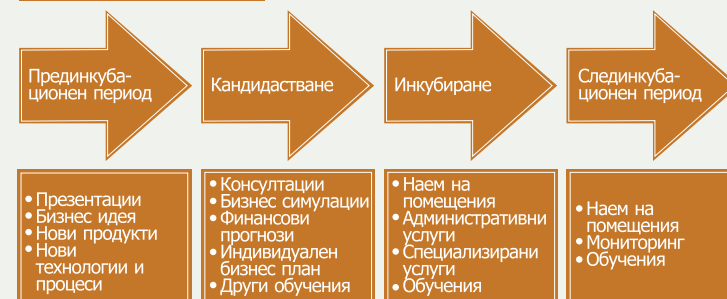 Прединкуба-
ционен период
Кандидастване
Инкубиране
Слединкуба-
ционен период
• Презентации
• Бизнес идея
• Нови продукти
• Нови
технологии и
процеси
• Консултации
• Бизнес симулации
• Финансови
прогнози
• Индивидуален
бизнес план
• Други обучения
• Наем на
помещения
• Административни
услуги
• Специализирани
услуги
• Обучения
• Наем на
помещения
• Мониторинг
• Обучения